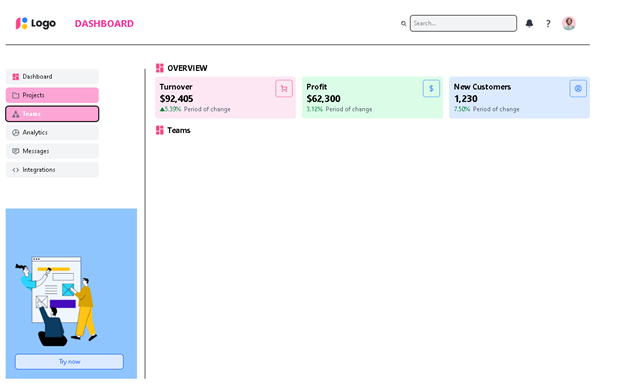 Logo
DASHBOARD
Search...
?
Dashboard
Projects
Teams
Analytics
Messages
Integrations
Try now
OVERVIEW
Turnover
$92,405
▲5.39% Period of change
Profit
$
$62,300
3.12% Period of change
New Customers
1,230
7.50% Period of change
Teams